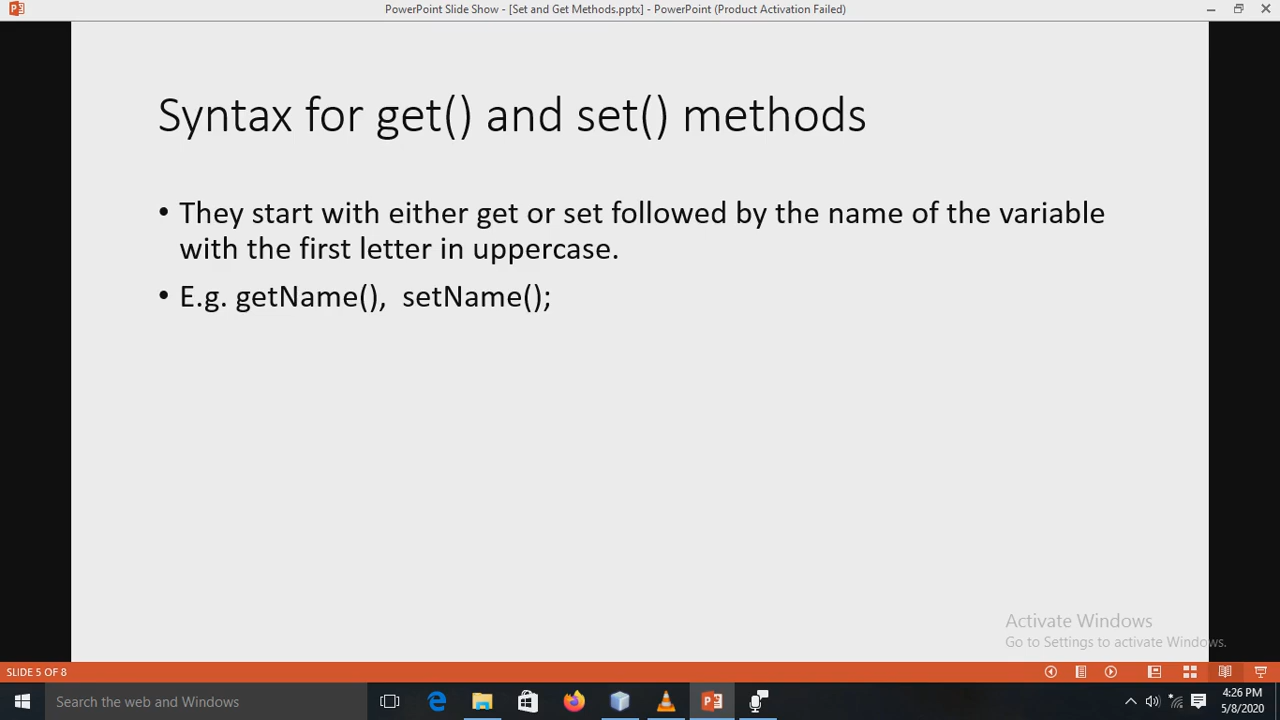 PowerPoint Slide Show - [Set and Get Methods.pptx] - PowerPoint (Product Activation Failed)
Syntax for get() and set() methods
• They start with either get or set followed by the name of the variable
with the first letter in uppercase.
• E.g. getName(),  setName();
Activate Windows
Go to Settings to activate Windows.
SLIDE 5 OF 8
Search the web and Windows
4:26 PM
5/8/2020